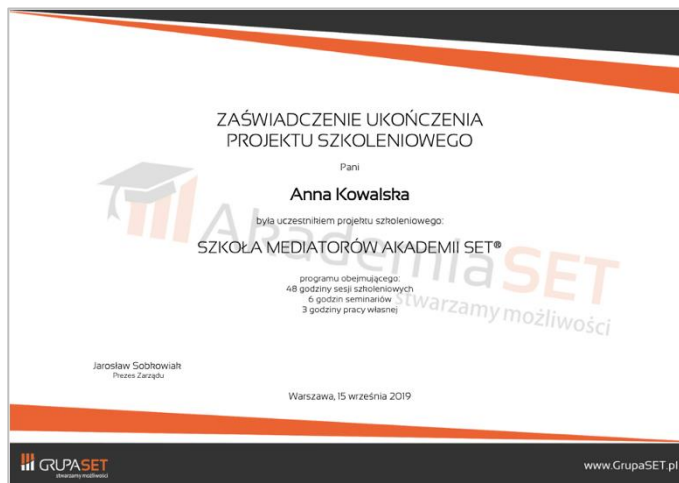 ZAŚWIADCZENIE UKOŃCZENIA
PROJEKTU SZKOLENIOWEGO
Pani
Anna Kowalska
była uczestnikiem projektu szkoleniowego:
SZKOŁA MEDIATORÓW AKADEMII SET®
AkademiaSET
stwarzamy możliwości
programu obejmującego:
48 godziny sesji szkoleniowych
6 godzin seminariów
3 godziny pracy własnej
Jarosław Sobkowiak
Prezes Zarządu
Warszawa, 15 września 2019
GRUPASET
stwarzamy możliwości
www.GrupaSET.pl